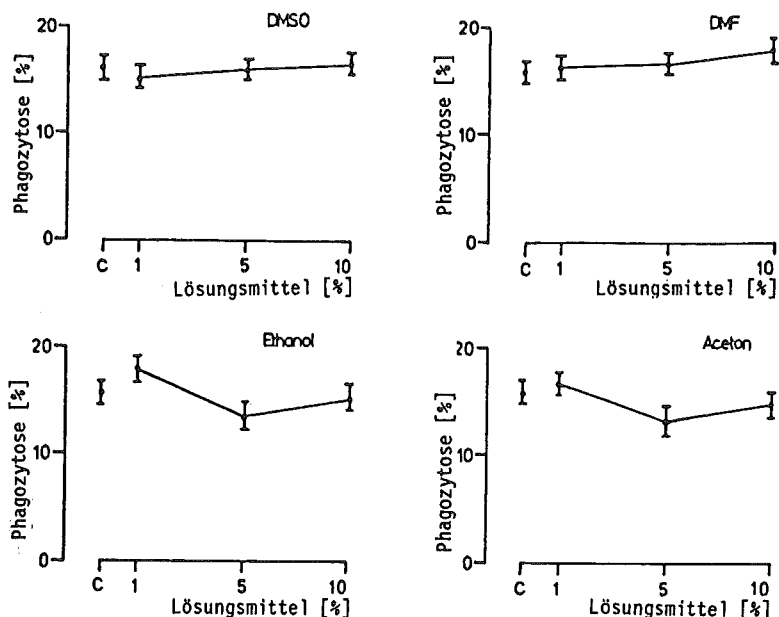 DMSO
20
10
0
Phagozytose [%]
C 1 5 10
Lösungsmittel [%]
DMF
20
10
0
Phagozytose [%]
C 1 5 10
Lösungsmittel [%]
Ethanol
20
10
0
Phagozytose [%]
C 1 5 10
Lösungsmittel [%]
Aceton
20
10
0
Phagozytose [%]
C 1 5 10
Lösungsmittel [%]